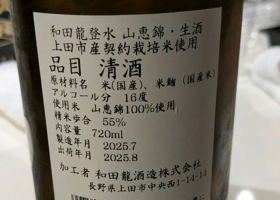 和田龍登水 山恵錦・生酒
上田市産契約栽培米使用
品目 清酒
原材料名 米(国産)、米麹(国産米)
アルコール分 16度
使用米 山恵錦100%使用
精米歩合 55%
内容量 720ml
製造年月 2025.7
出荷年月 2025.8
加工者 和田龍酒造株式会社
長野県上田市中央西1-14-14